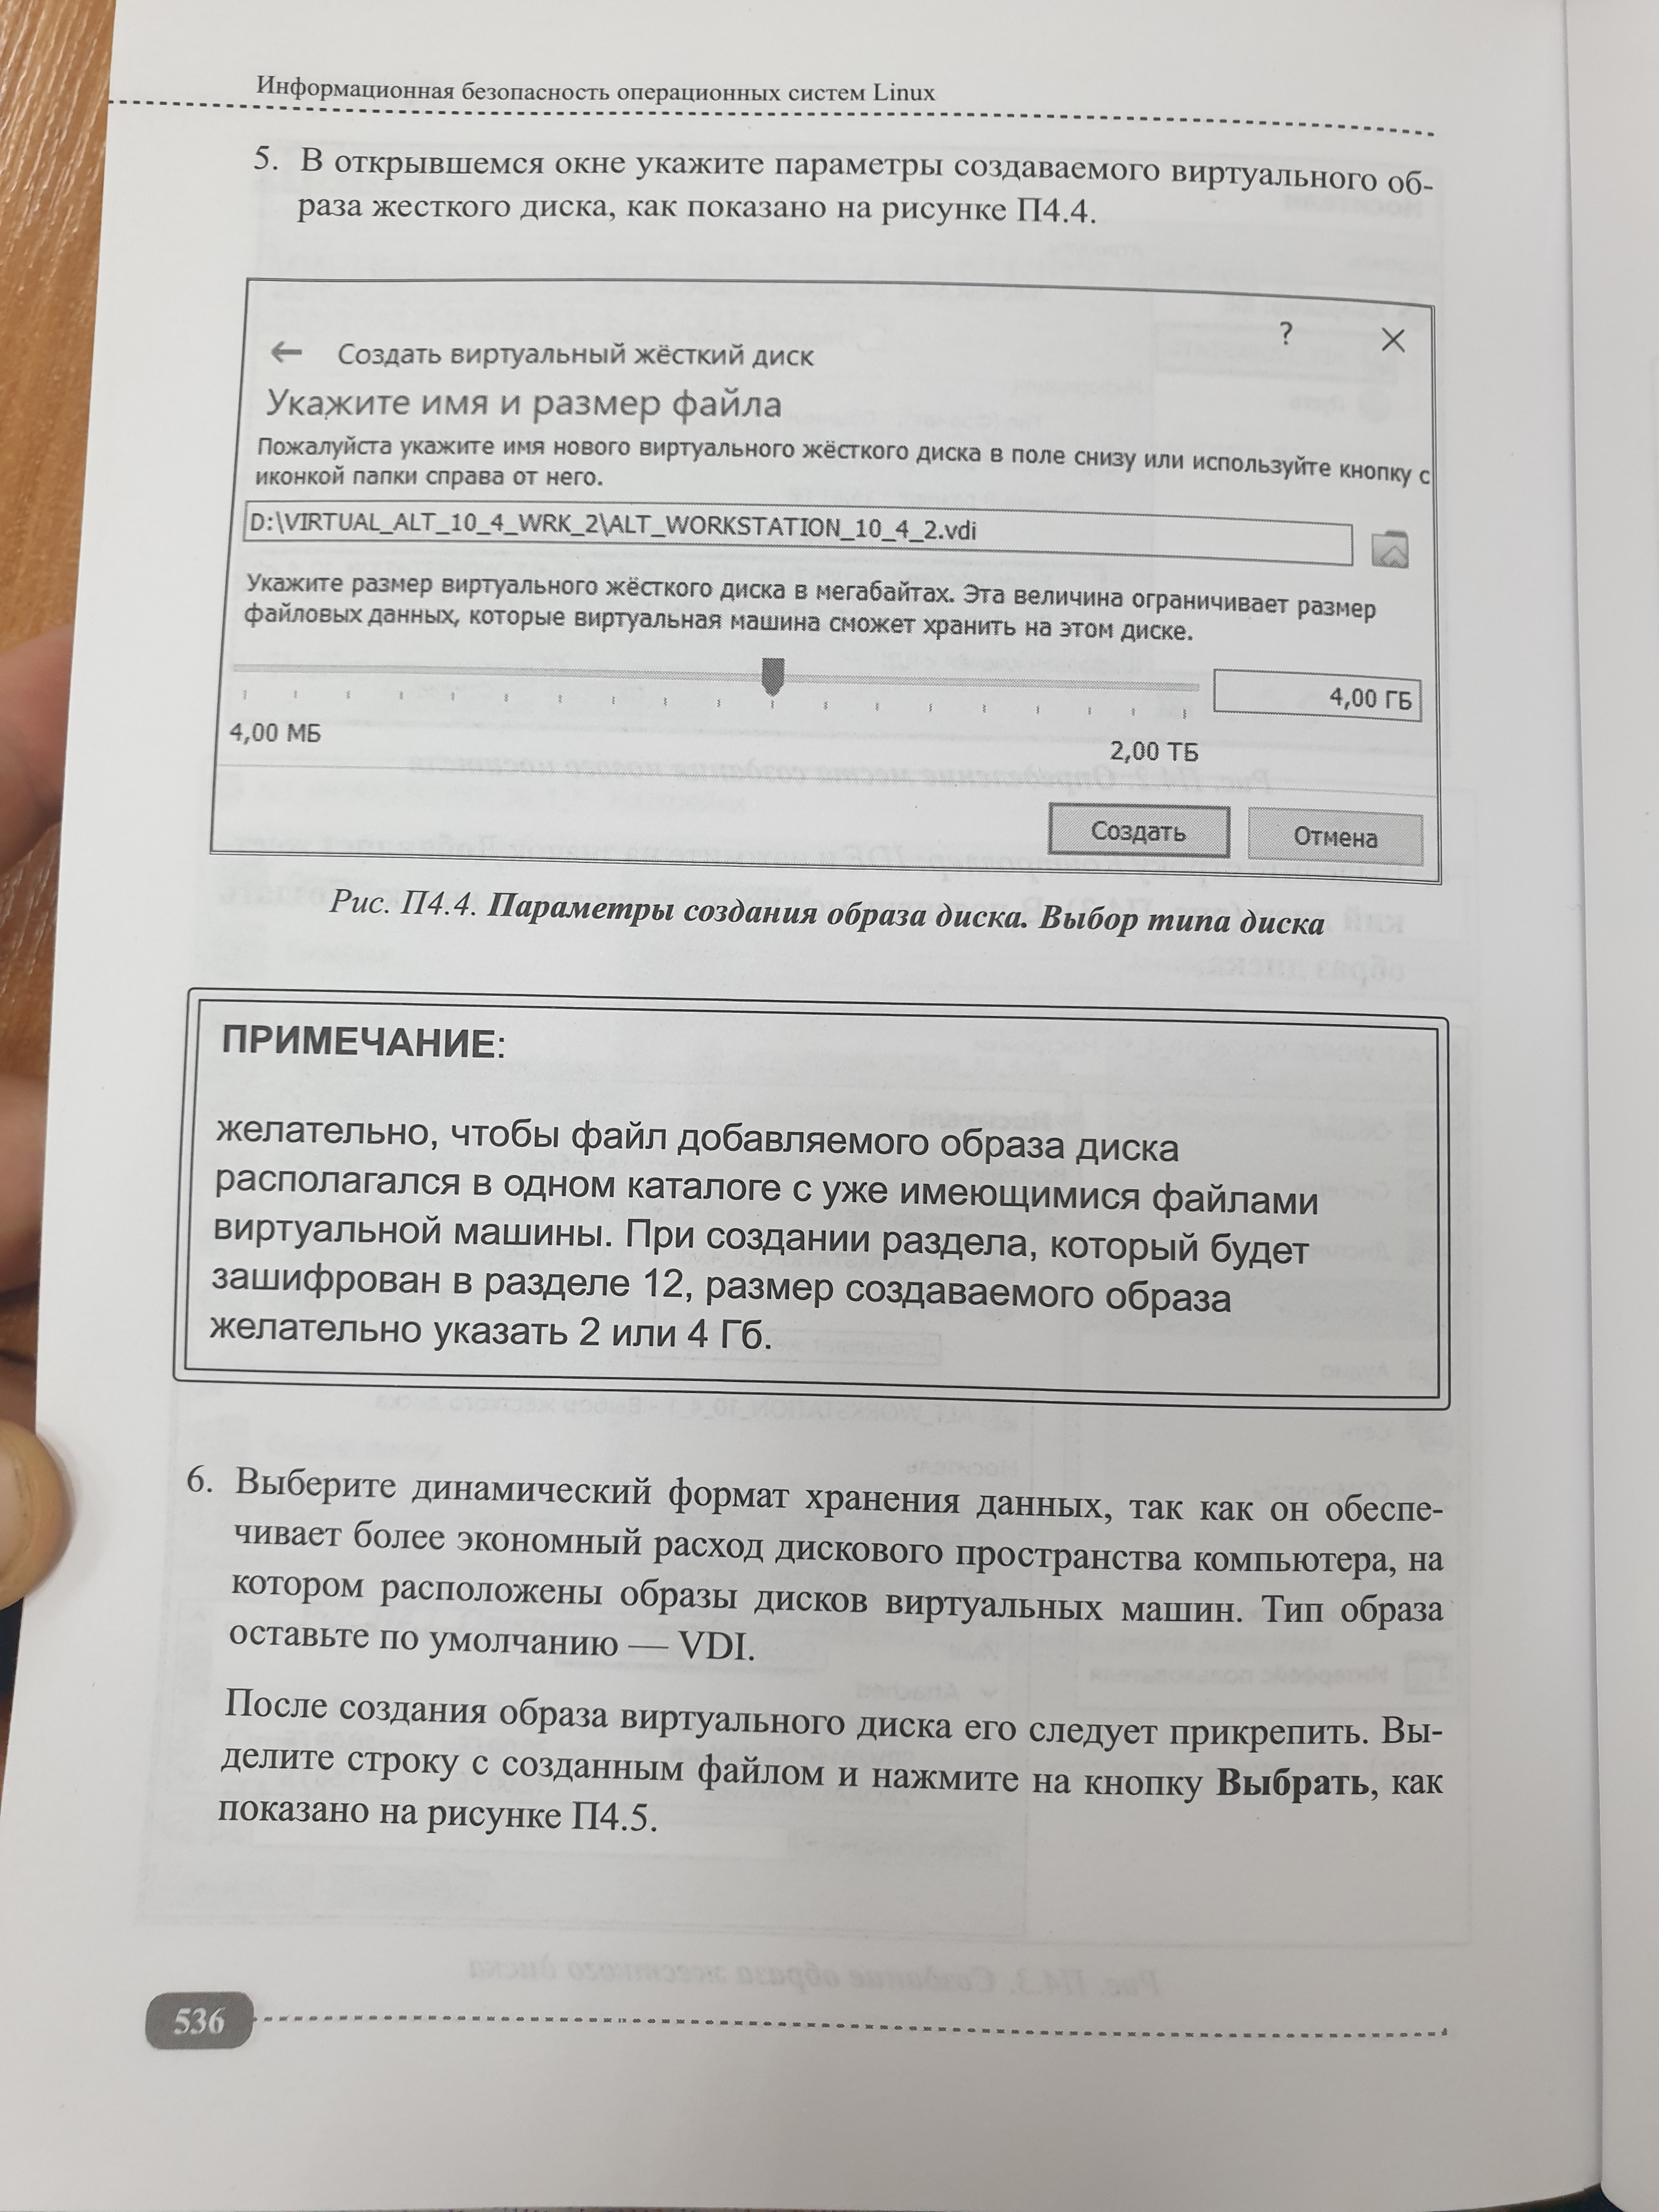 Информационная безопасность операционных систем Linux
5. В открывшемся окне укажите параметры создаваемого виртуального об-
раза жесткого диска, как показано на рисунке П4.4.
?
← Создать виртуальный жёсткий диск
Укажите имя и размер файла
Пожалуйста укажите имя нового виртуального жёсткого диска в поле снизу или используйте кнопку с
иконкой папки справа от него.
D:\VIRTUAL_ALT_10_4_WRK_2\ALT_WORKSTATION_10_4_2.vdi
Укажите размер виртуального жёсткого диска в мегабайтах. Эта величина ограничивает размер
файловых данных, которые виртуальная машина сможет хранить на этом диске.
4,00 ГБ
4,00 МБ 2,00 ТБ
Создать Отмена
Рис. П4.4. Параметры создания образа диска. Выбор типа диска
ПРИМЕЧАНИЕ:
желательно, чтобы файл добавляемого образа диска
располагался в одном каталоге с уже имеющимися файлами
виртуальной машины. При создании раздела, который будет
зашифрован в разделе 12, размер создаваемого образа
желательно указать 2 или 4 Гб.
6. Выберите динамический формат хранения данных, так как он обеспе-
чивает более экономный расход дискового пространства компьютера, на
котором расположены образы дисков виртуальных машин. Тип образа
оставьте по умолчанию — VDI.
После создания образа виртуального диска его следует прикрепить. Вы-
делите строку с созданным файлом и нажмите на кнопку Выбрать, как
показано на рисунке П4.5.
536